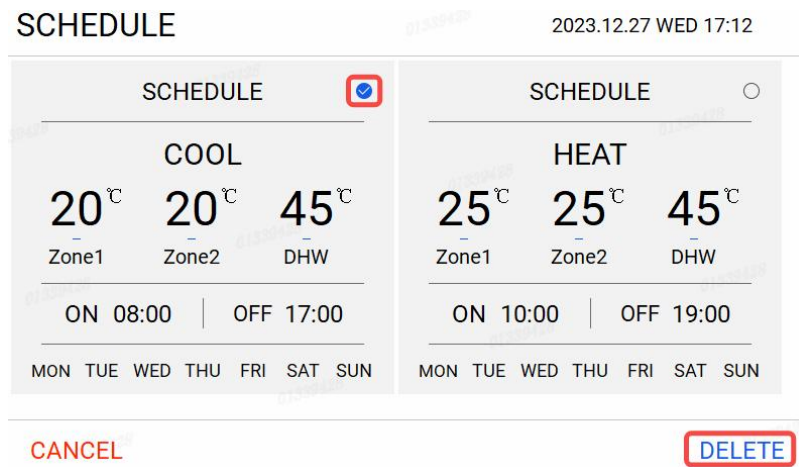 SCHEDULE 2023.12.27 WED 17:12
SCHEDULE
COOL
20℃ 20℃ 45℃
Zone1 Zone2 DHW
ON 08:00 OFF 17:00
MON TUE WED THU FRI SAT SUN
SCHEDULE
HEAT
25℃ 25℃ 45℃
Zone1 Zone2 DHW
ON 10:00 OFF 19:00
MON TUE WED THU FRI SAT SUN
CANCEL DELETE
01339428